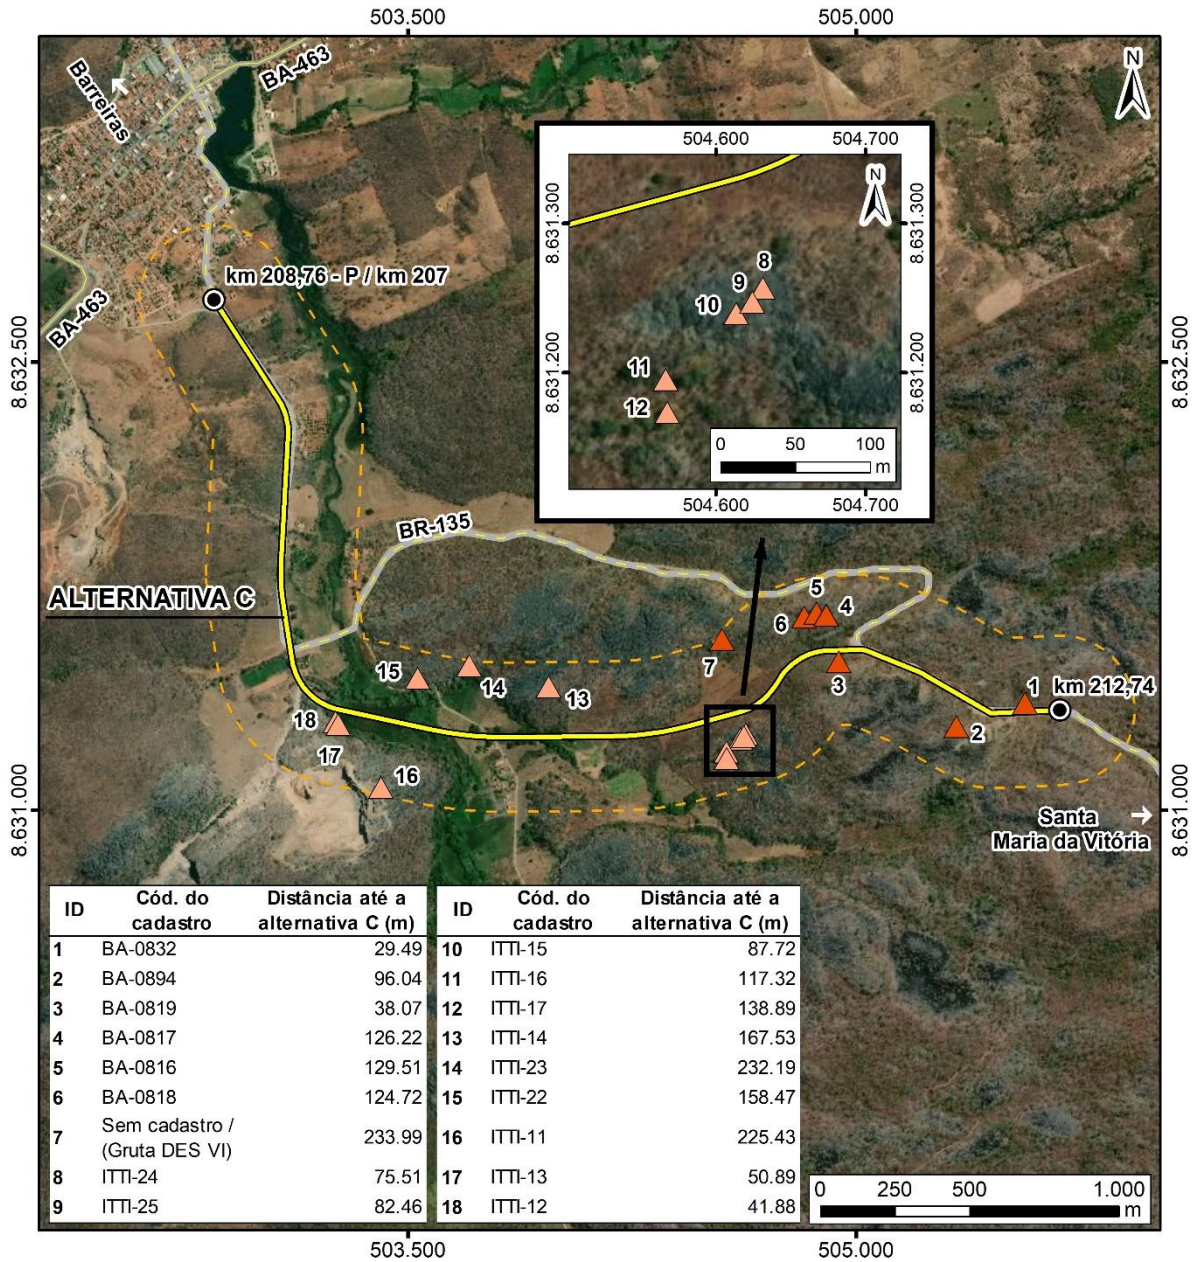 503.500
505.000
BA-463
Barreiras
N
504.600
504.700
N
8.631.300
8.631.300
8
9
10
8.631.200
8.631.200
11
12
0
50
100
m
504.600
504.700
km 208,76 - P / km 207
BA-463
8.632.500
8.632.500
BR-135
ALTERNATIVA C
5
6
4
7
3
15
14
13
1
km 212,74
2
18
17
16
8.631.000
8.631.000
Santa
Maria da Vitória
ID Cód. do cadastro Distância até a alternativa C (m)
1 BA-0832 29.49
2 BA-0894 96.04
3 BA-0819 38.07
4 BA-0817 126.22
5 BA-0816 129.51
6 BA-0818 124.72
7 Sem cadastro / (Gruta DES VI) 233.99
8 ITTI-24 75.51
9 ITTI-25 82.46
ID Cód. do cadastro Distância até a alternativa C (m)
10 ITTI-15 87.72
11 ITTI-16 117.32
12 ITTI-17 138.89
13 ITTI-14 167.53
14 ITTI-23 232.19
15 ITTI-22 158.47
16 ITTI-11 225.43
17 ITTI-13 50.89
18 ITTI-12 41.88
0
250
500
1.000
m
503.500
505.000